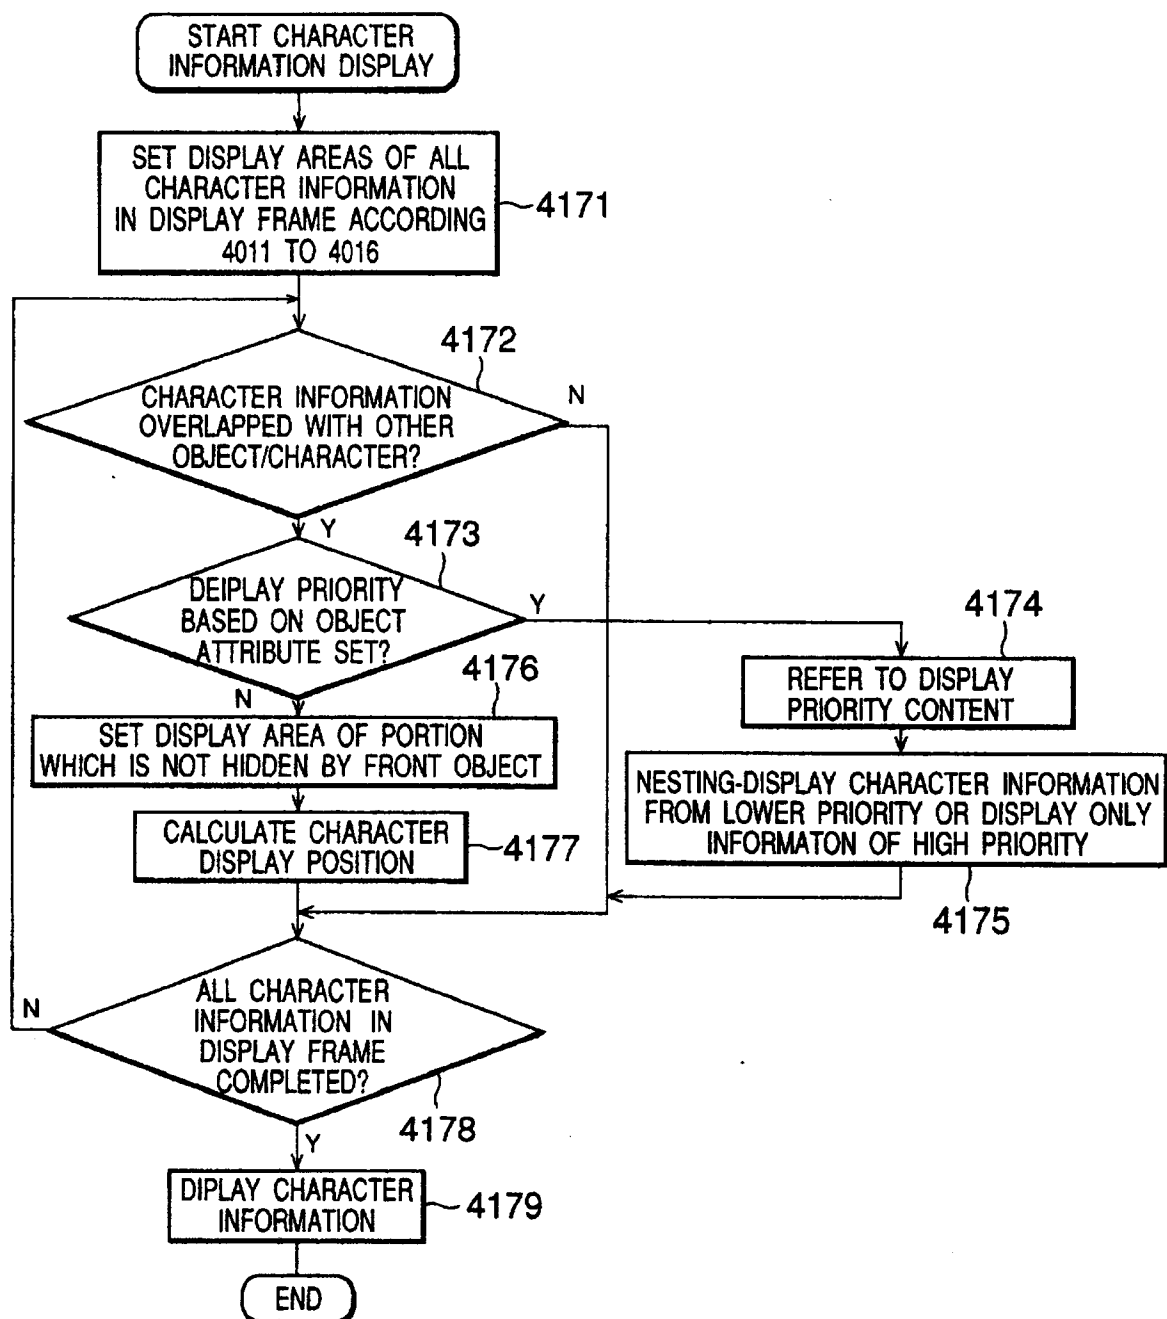 START CHARACTER
INFORMATION DISPLAY
SET DISPLAY AREAS OF ALL
CHARACTER INFORMATION
IN DISPLAY FRAME ACCORDING
4011 TO 4016
4171
4172
CHARACTER INFORMATION
OVERLAPPED WITH OTHER
OBJECT/CHARACTER?
N
Y
4173
DEIPLAY PRIORITY
BASED ON OBJECT
ATTRIBUTE SET?
Y
4174
REFER TO DISPLAY
PRIORITY CONTENT
N
4176
SET DISPLAY AREA OF PORTION
WHICH IS NOT HIDDEN BY FRONT OBJECT
NESTING-DISPLAY CHARACTER INFORMATION
FROM LOWER PRIORITY OR DISPLAY ONLY
INFORMATON OF HIGH PRIORITY
4175
CALCULATE CHARACTER
DISPLAY POSITION
4177
ALL CHARACTER
INFORMATION IN
DISPLAY FRAME
COMPLETED?
N
4178
Y
DIPLAY CHARACTER
INFORMATION
4179
END